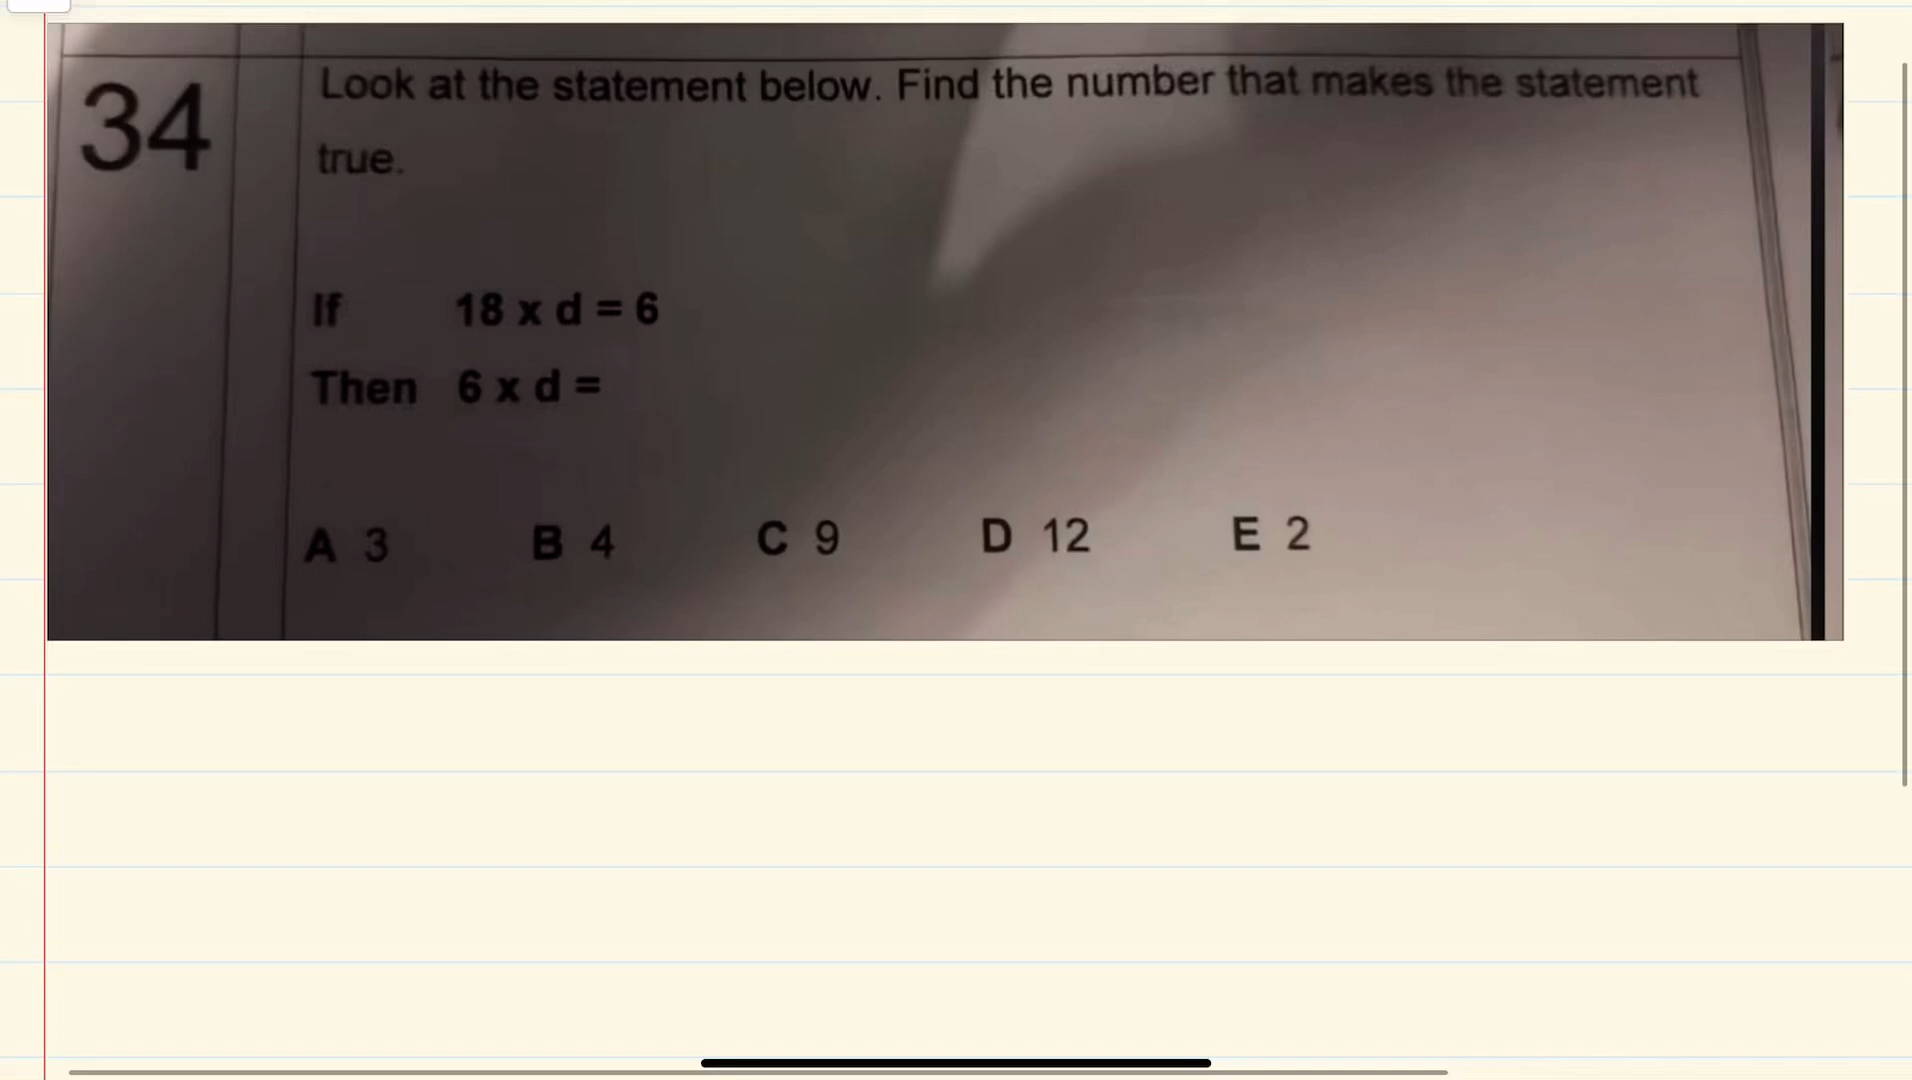 34
Look at the statement below. Find the number that makes the statement
true.
If 18 x d = 6
Then 6 x d =
A 3 B 4 C 9 D 12 E 2